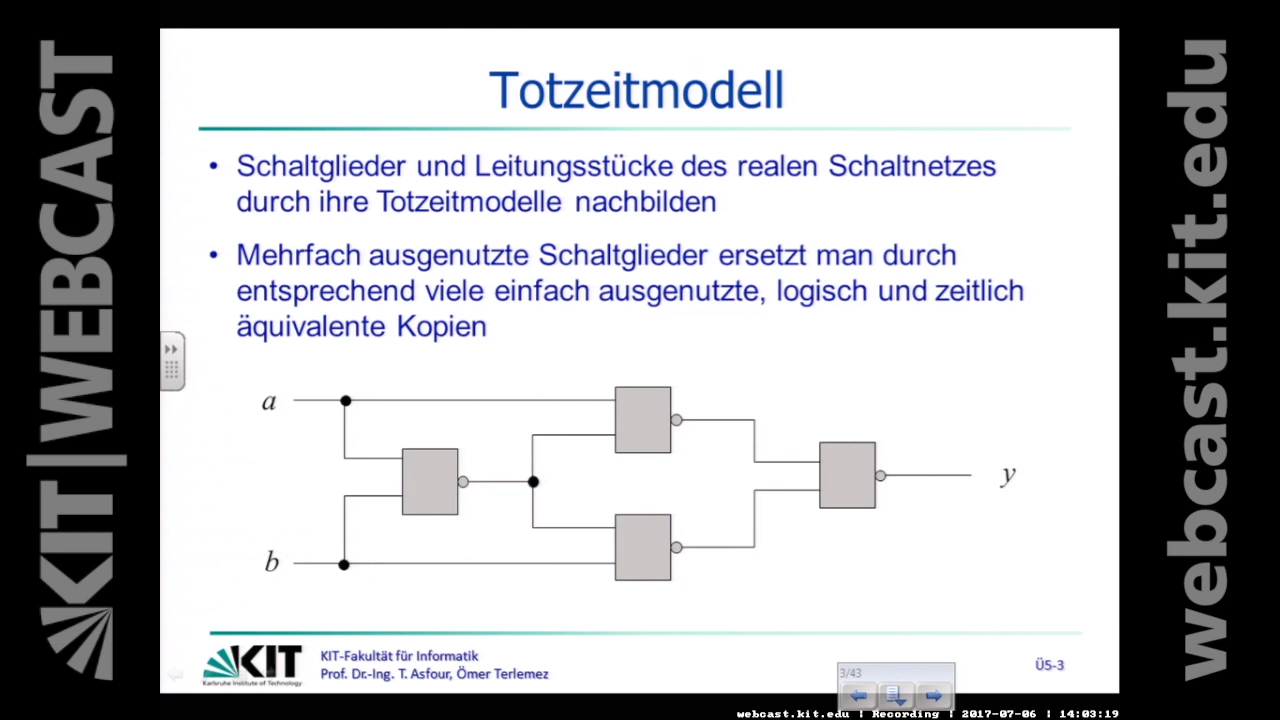 KIT|WEBCAST
webcast.kit.edu
Totzeitmodell
• Schaltglieder und Leitungsstücke des realen Schaltnetzes
durch ihre Totzeitmodelle nachbilden
• Mehrfach ausgenutzte Schaltglieder ersetzt man durch
entsprechend viele einfach ausgenutzte, logisch und zeitlich
äquivalente Kopien
a
b
y
KIT
Karlsruhe Institute of Technology
KIT-Fakultät für Informatik
Prof. Dr.-Ing. T. Asfour, Ömer Terlemez
3/43
Ü5-3
webcast.kit.edu | Recording | 2017-07-06 | 14:03:19